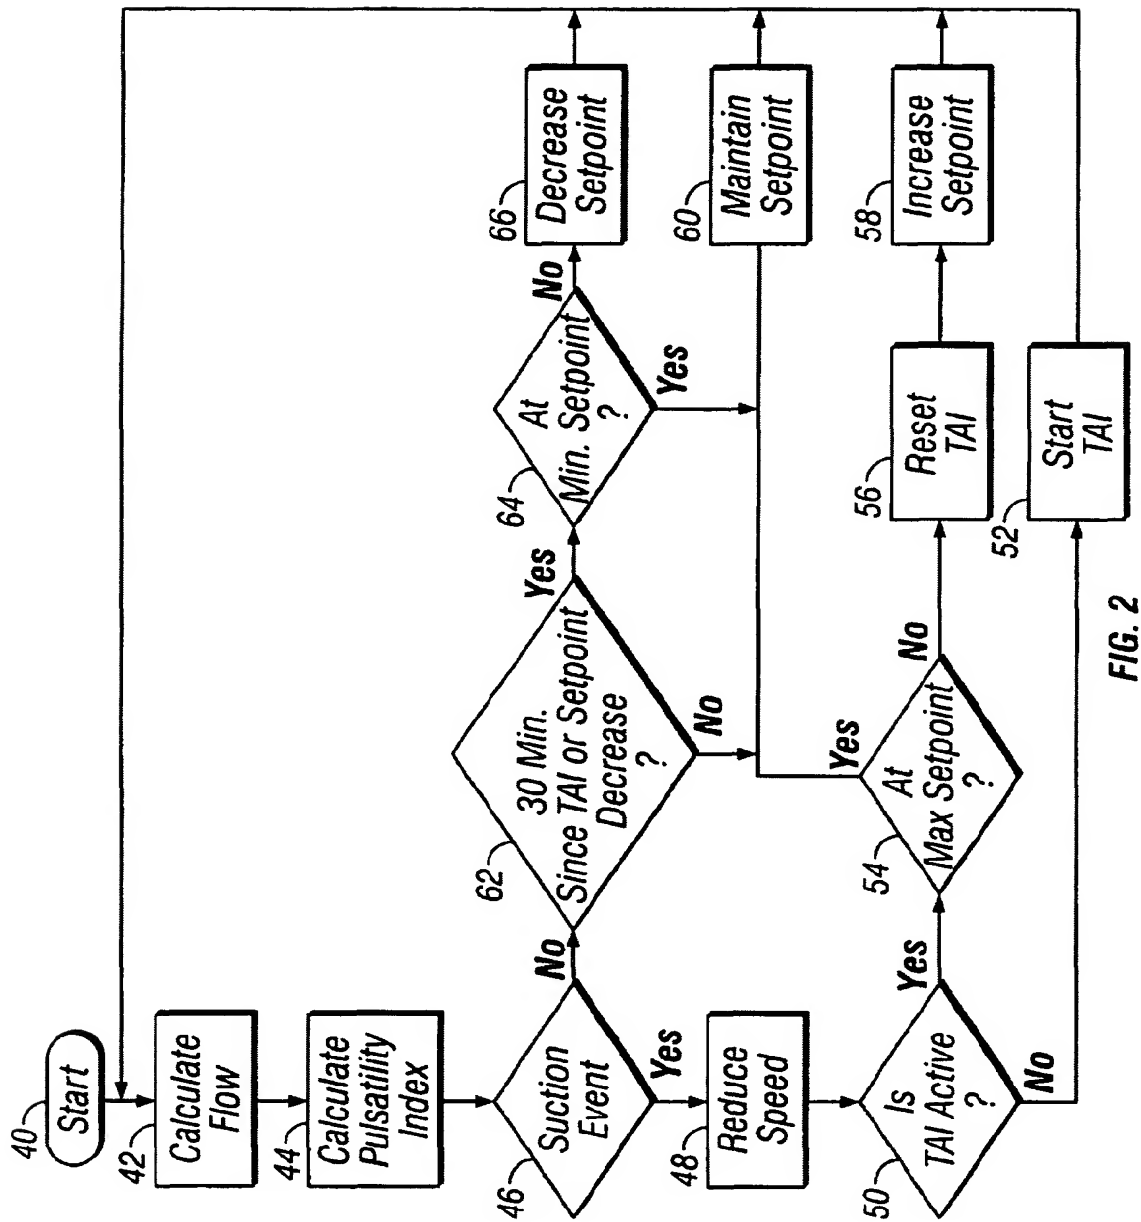 40
Start
42
Calculate
Flow
44
Calculate
Pulsatility
Index
46
Suction
Event
No
Yes
48
Reduce
Speed
50
Is
TAI Active
?
Yes
No
62
30 Min.
Since TAI or Setpoint
Decrease
?
Yes
No
54
At
Max Setpoint
?
Yes
No
64
At
Min. Setpoint
?
No
Yes
56
Reset
TAI
52
Start
TAI
66
Decrease
Setpoint
60
Maintain
Setpoint
58
Increase
Setpoint
FIG. 2